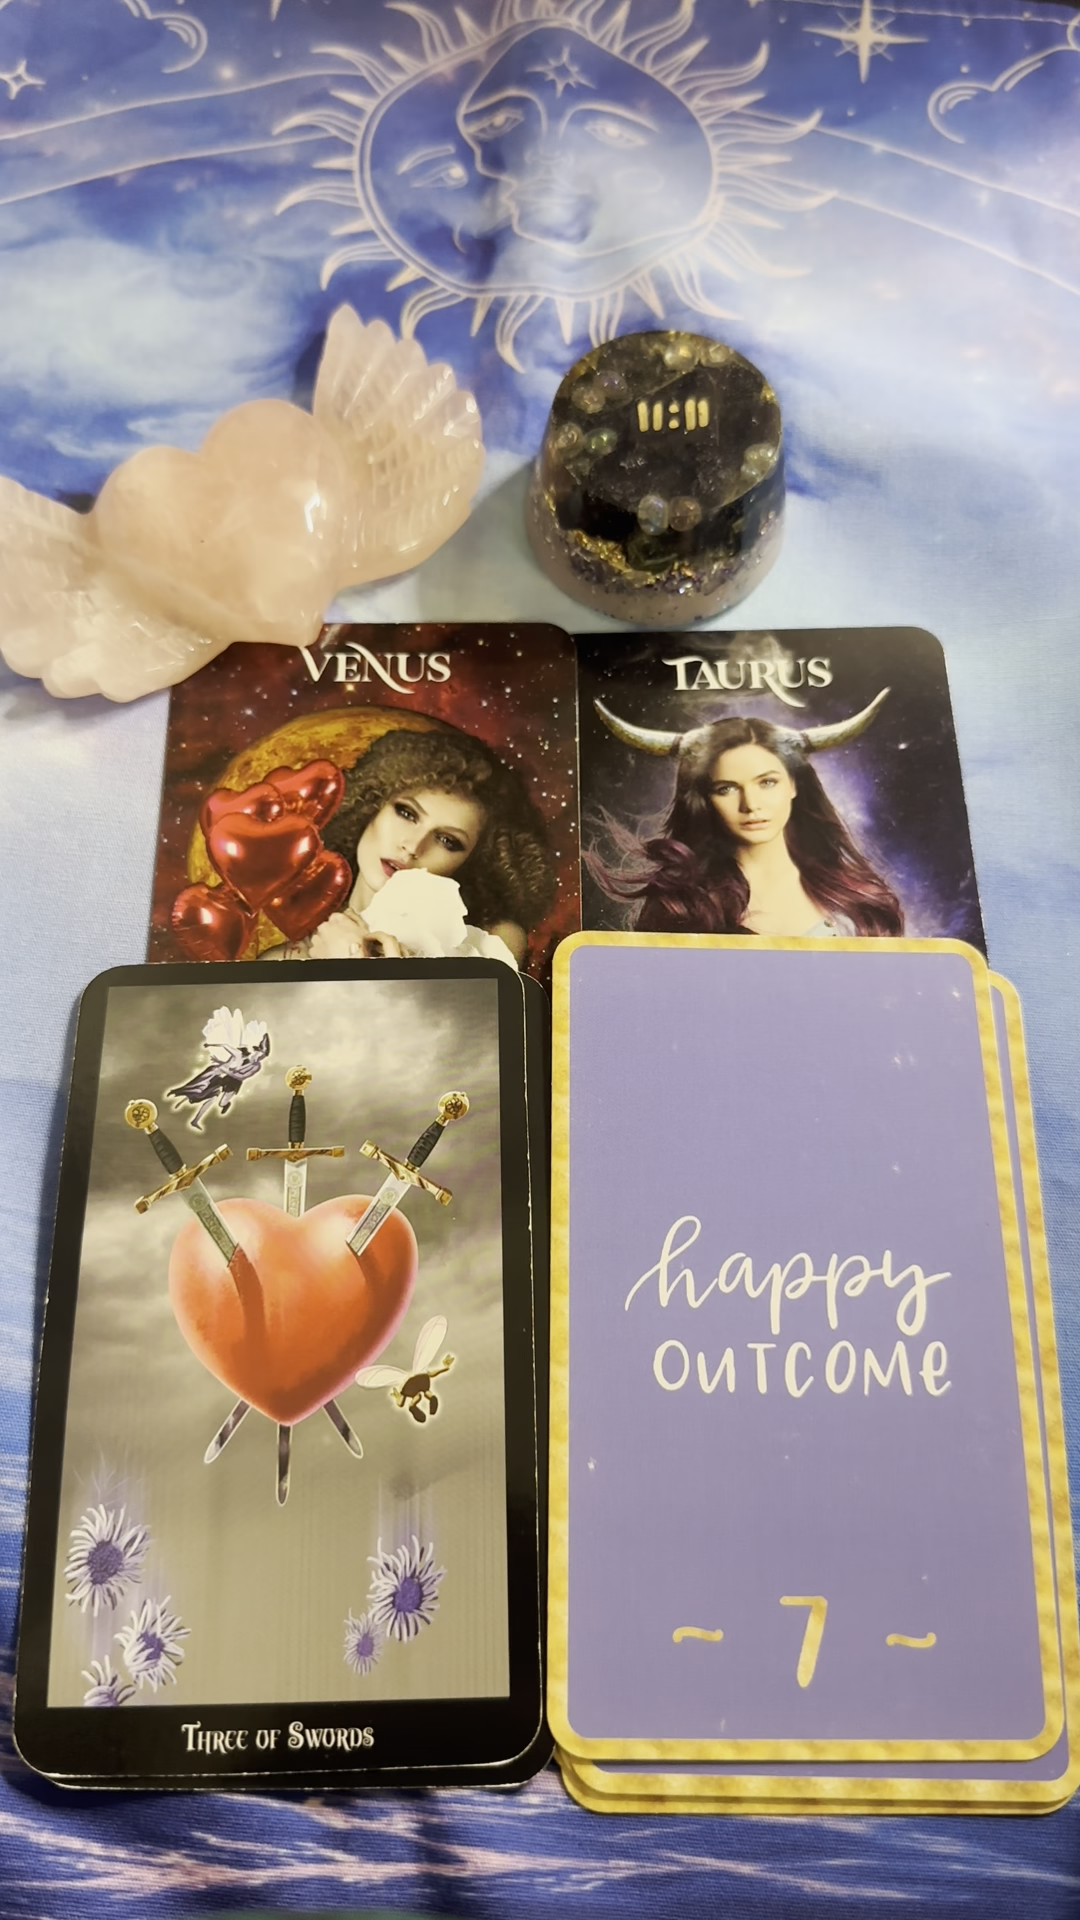 11:11
VENUS
TAURUS
THREE OF SWORDS
happy
OUTCOME
~ 7 ~